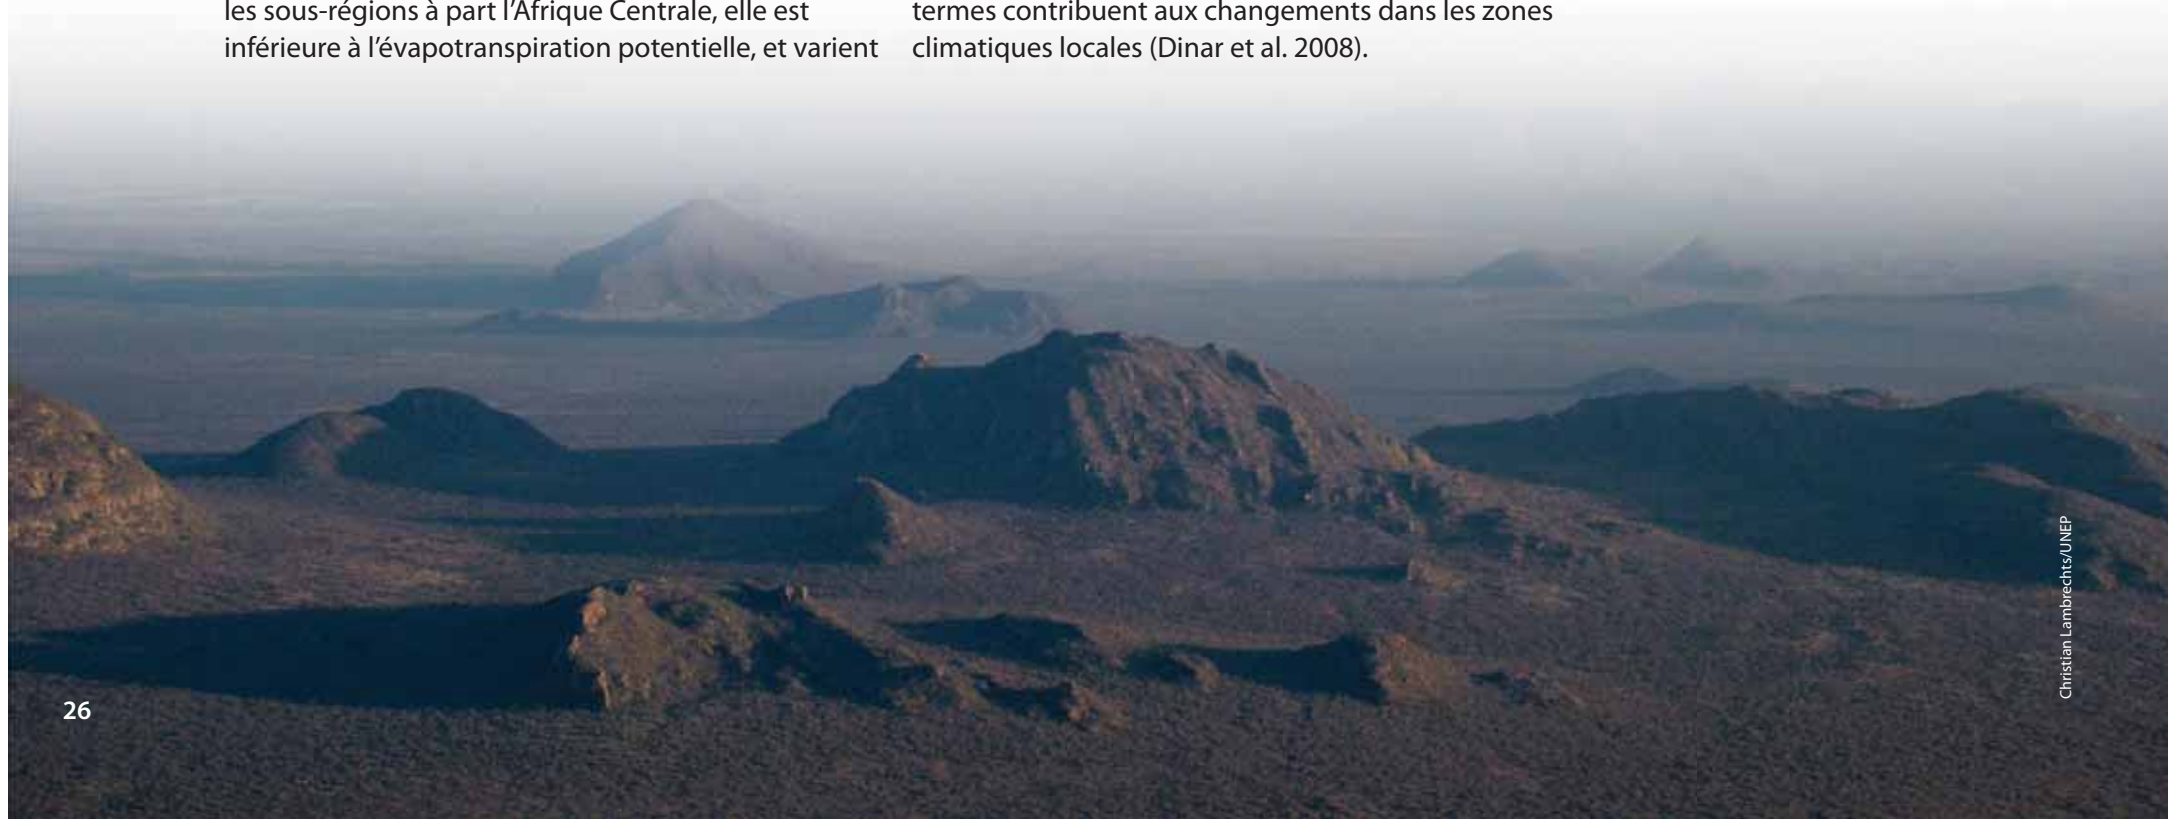 les sous-régions à part l’Afrique Centrale, elle est
inférieure à l’évapotranspiration potentielle, et varient
termes contribuent aux changements dans les zones
climatiques locales (Dinar et al. 2008).
Christian Lambrechts/UNEP
26